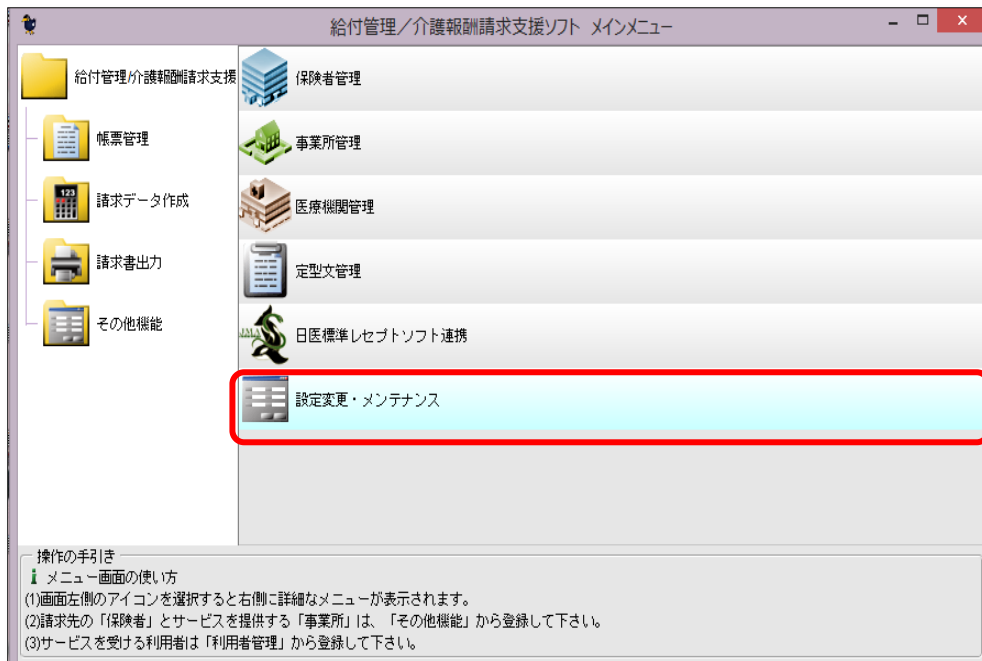 給付管理／介護報酬請求支援ソフト メインメニュー
給付管理/介護報酬請求支援
帳票管理
請求データ作成
123
請求書出力
その他機能
保険者管理
事業所管理
医療機関管理
定型文管理
JMA
日医標準レセプトソフト連携
設定変更・メンテナンス
操作の手引き
i メニュー画面の使い方
(1)画面左側のアイコンを選択すると右側に詳細なメニューが表示されます。
(2)請求先の「保険者」とサービスを提供する「事業所」は、「その他機能」から登録して下さい。
(3)サービスを受ける利用者は「利用者管理」から登録して下さい。